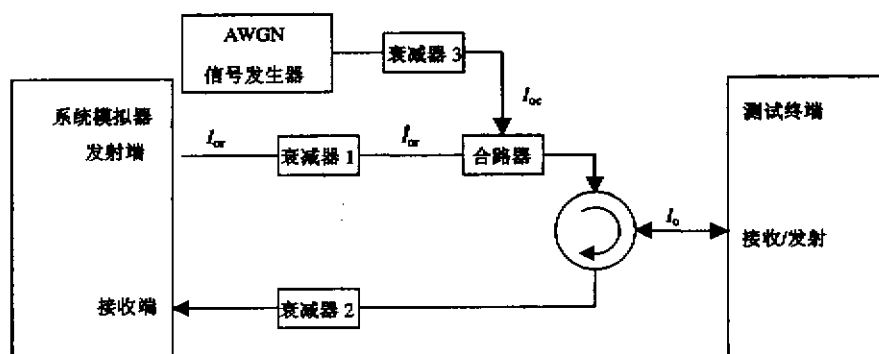 AWGN
信号发生器
衰减器 3
I_oc
系统模拟器
发射端
I_or
衰减器 1
Î_or
合路器
测试终端
I_o
接收/发射
接收端
衰减器 2